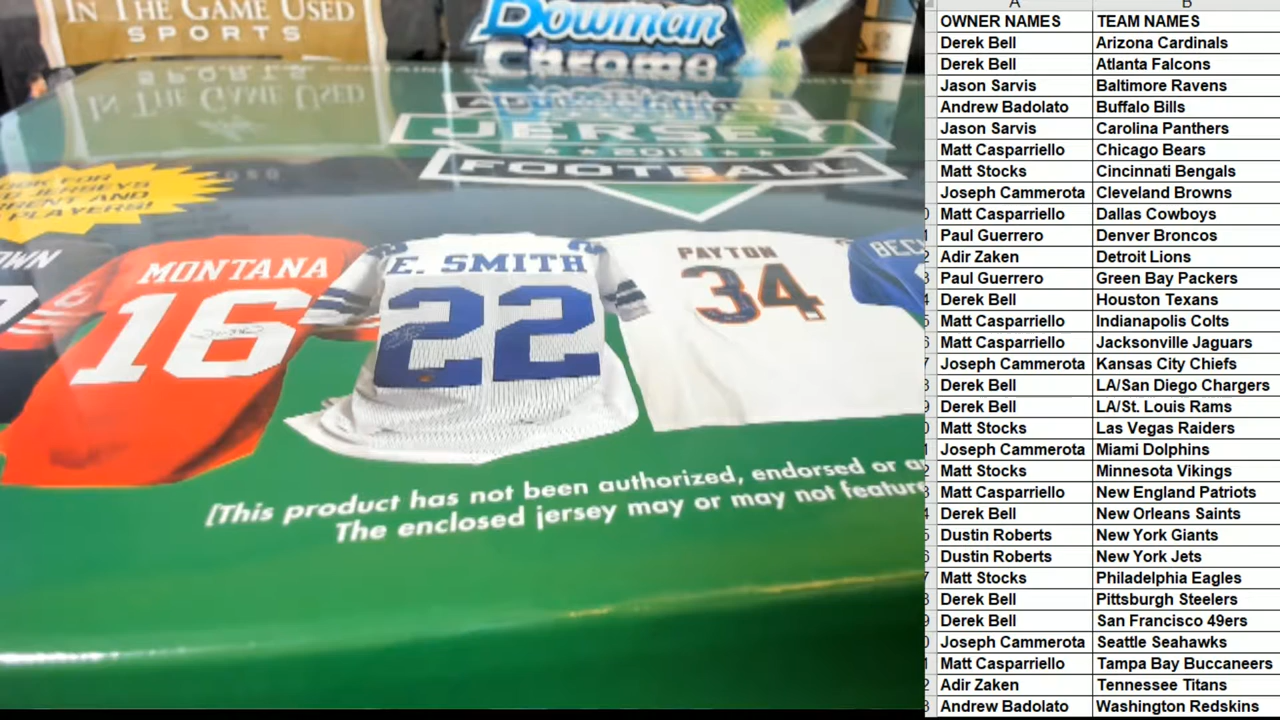 IN THE GAME USED
SPORTS
Bowman
Chrome
IN THE GAME USED
JERSEY
★ ★ 2019 ★ ★
FOOTBALL
JERSEYS
AND
PLAYERS!
MONTANA
16
E. SMITH
22
PAYTON
34
[This product has not been authorized, endorsed or
The enclosed jersey may or may not feature
A B
OWNER NAMES TEAM NAMES
Derek Bell Arizona Cardinals
Derek Bell Atlanta Falcons
Jason Sarvis Baltimore Ravens
Andrew Badolato Buffalo Bills
Jason Sarvis Carolina Panthers
Matt Casparriello Chicago Bears
Matt Stocks Cincinnati Bengals
Joseph Cammerota Cleveland Browns
Matt Casparriello Dallas Cowboys
Paul Guerrero Denver Broncos
Adir Zaken Detroit Lions
Paul Guerrero Green Bay Packers
Derek Bell Houston Texans
Matt Casparriello Indianapolis Colts
Matt Casparriello Jacksonville Jaguars
Joseph Cammerota Kansas City Chiefs
Derek Bell LA/San Diego Chargers
Derek Bell LA/St. Louis Rams
Matt Stocks Las Vegas Raiders
Joseph Cammerota Miami Dolphins
Matt Stocks Minnesota Vikings
Matt Casparriello New England Patriots
Derek Bell New Orleans Saints
Dustin Roberts New York Giants
Dustin Roberts New York Jets
Matt Stocks Philadelphia Eagles
Derek Bell Pittsburgh Steelers
Derek Bell San Francisco 49ers
Joseph Cammerota Seattle Seahawks
Matt Casparriello Tampa Bay Buccaneers
Adir Zaken Tennessee Titans
Andrew Badolato Washington Redskins